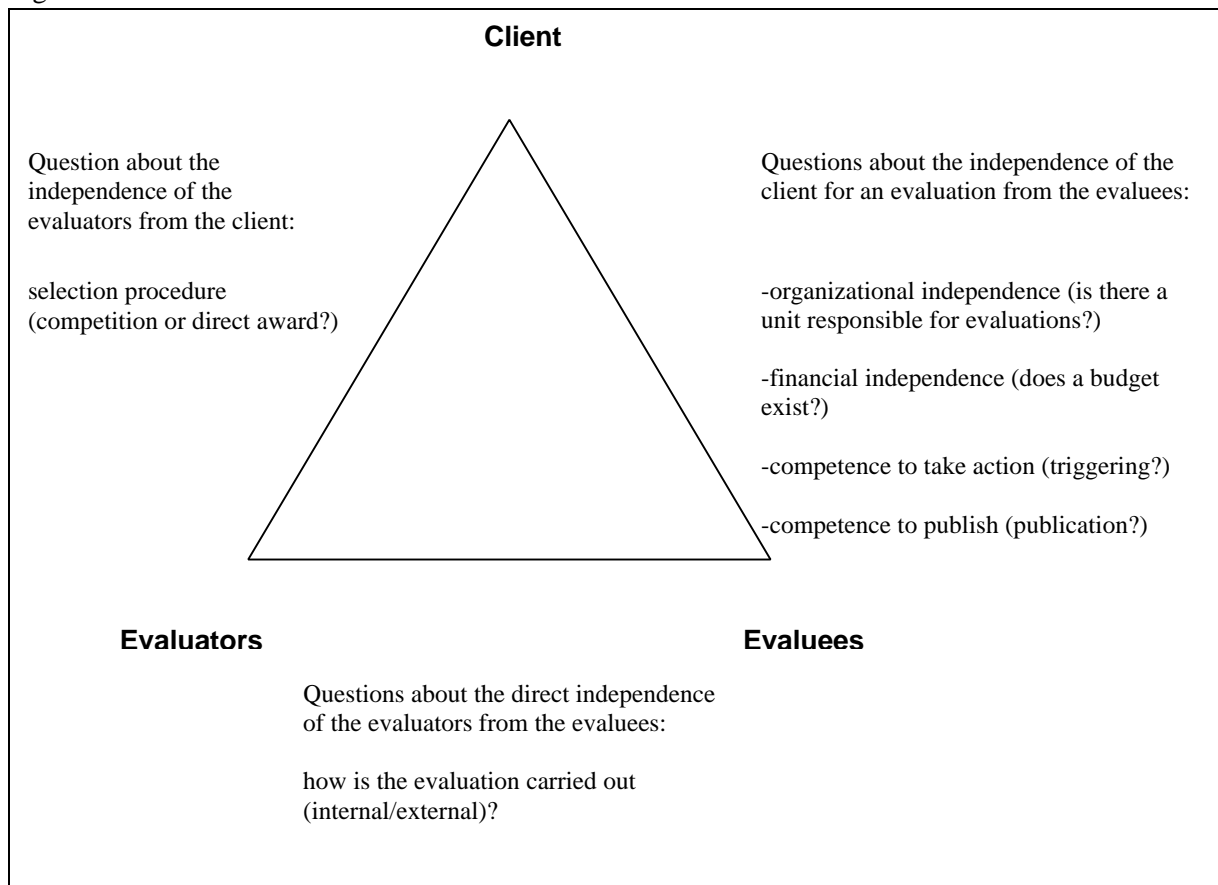 Client
Question about the
independence of the
evaluators from the client:
selection procedure
(competition or direct award?)
Questions about the independence of the
client for an evaluation from the evaluees:
-organizational independence (is there a
unit responsible for evaluations?)
-financial independence (does a budget
exist?)
-competence to take action (triggering?)
-competence to publish (publication?)
Evaluators
Evaluees
Questions about the direct independence
of the evaluators from the evaluees:
how is the evaluation carried out
(internal/external)?